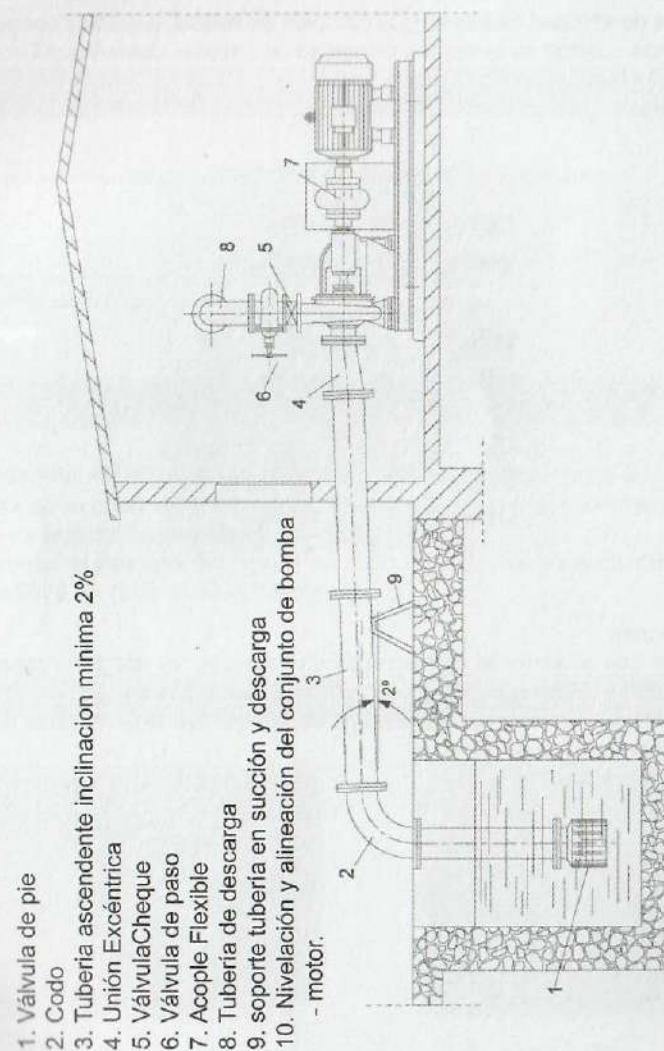 1. Válvula de pie
2. Codo
3. Tuberia ascendente inclinacion minima 2%
4. Unión Excéntrica
5. VálvulaCheque
6. Válvula de paso
7. Acople Flexible
8. Tubería de descarga
9. soporte tubería en succión y descarga
10. Nivelación y alineación del conjunto de bomba
- motor.
1
2
3
2º
9
4
6
5
8
7